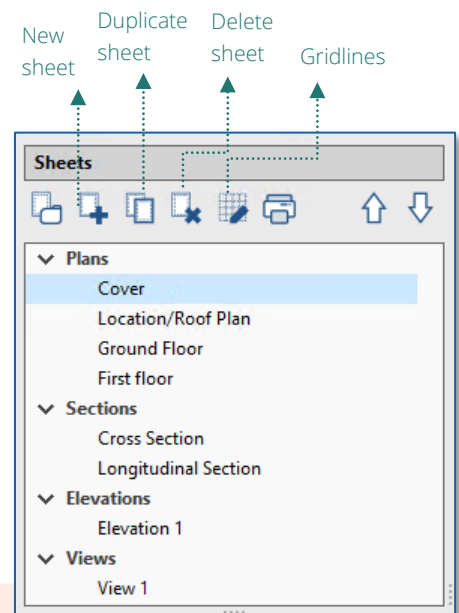 New
sheet
Duplicate
sheet
Delete
sheet
Gridlines
Sheets
Plans
Cover
Location/Roof Plan
Ground Floor
First floor
Sections
Cross Section
Longitudinal Section
Elevations
Elevation 1
Views
View 1